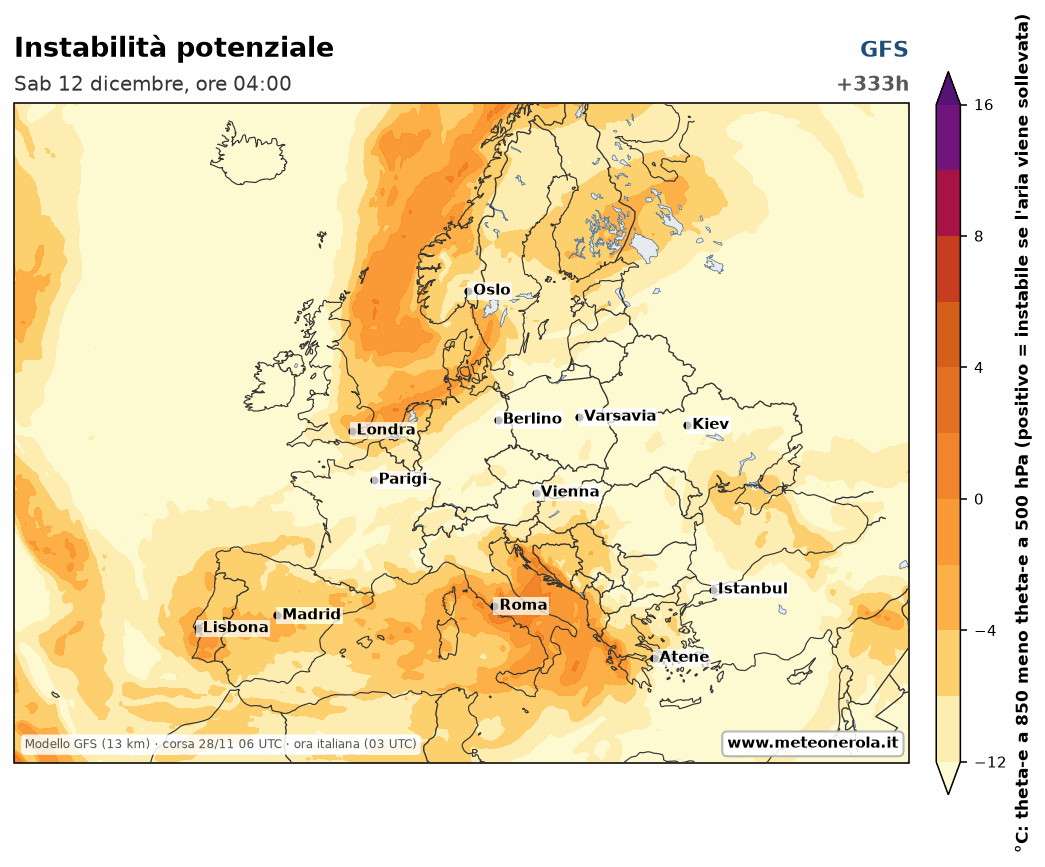 Instabilità potenziale
GFS
Sab 12 dicembre, ore 04:00
+333h
°C: theta-e a 850 meno theta-e a 500 hPa (positivo = instabile se l'aria viene sollevata)
16
8
4
0
−4
−12
Oslo
Berlino
Varsavia
Kiev
Londra
Parigi
Vienna
Istanbul
Roma
Madrid
Lisbona
Atene
Modello GFS (13 km) · corsa 28/11 06 UTC · ora italiana (03 UTC)
www.meteonerola.it